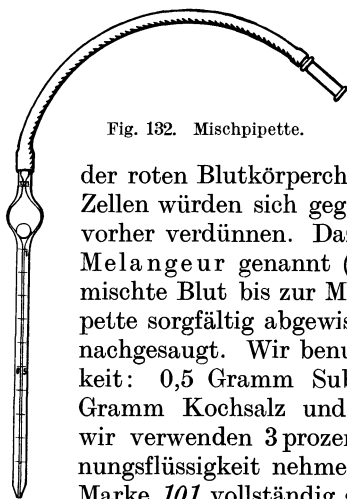 Fig. 132. Mischpipette.
der roten Blutkörperch
Zellen würden sich geg
vorher verdünnen. Das
Melangeur genannt (
mischte Blut bis zur M
pette sorgfältig abgewis
nachgesaugt. Wir benu
keit: 0,5 Gramm Sub
Gramm Kochsalz und
wir verwenden 3 prozen
nungsflüssigkeit nehme
Marke 101 vollständig